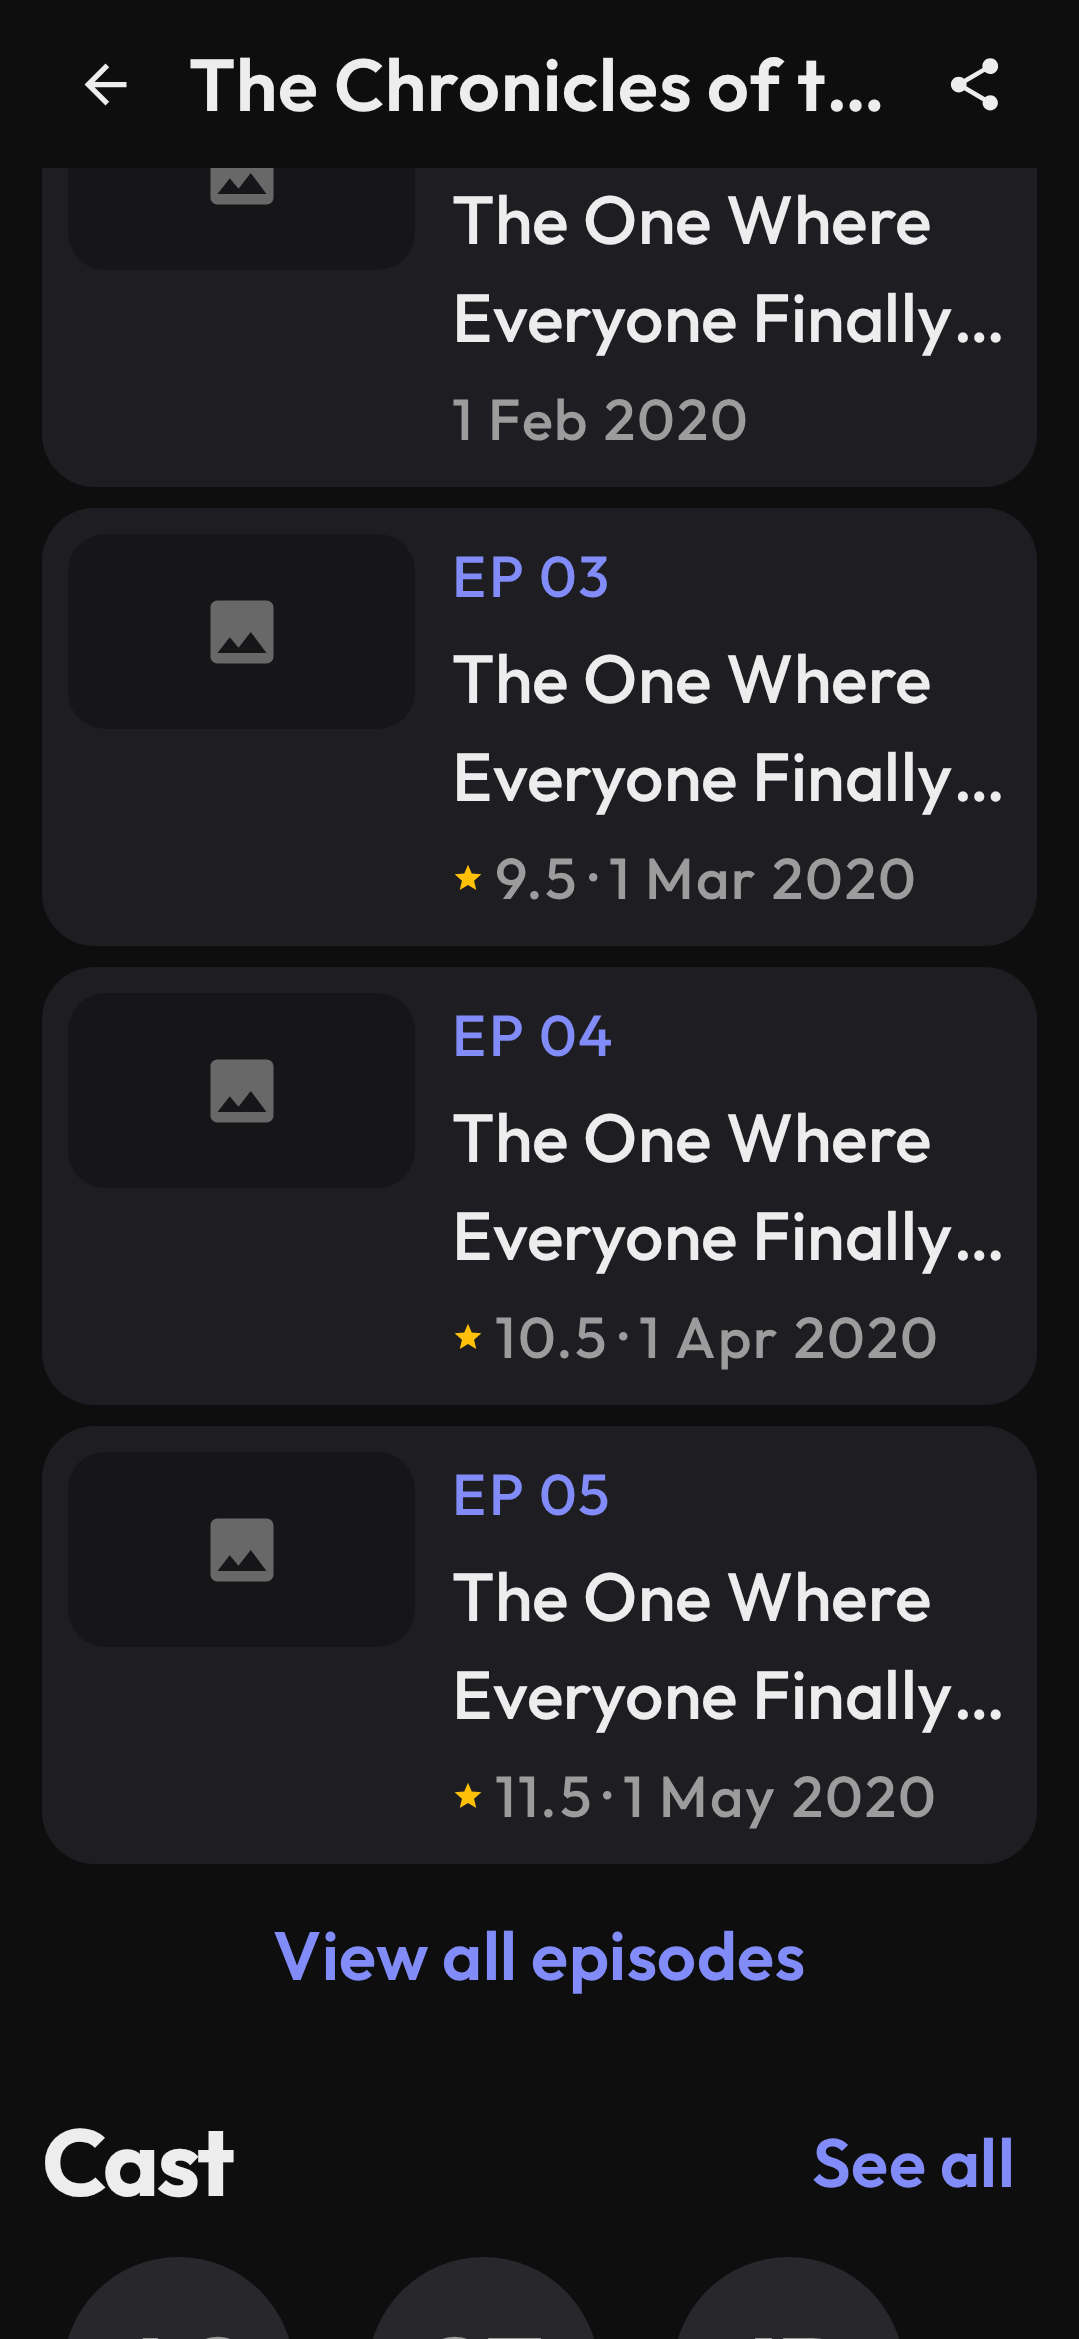 The Chronicles of t...
The One Where
Everyone Finally...
1 Feb 2020
EP 03
The One Where
Everyone Finally...
9.5 · 1 Mar 2020
EP 04
The One Where
Everyone Finally...
10.5 · 1 Apr 2020
EP 05
The One Where
Everyone Finally...
11.5 · 1 May 2020
View all episodes
Cast
See all